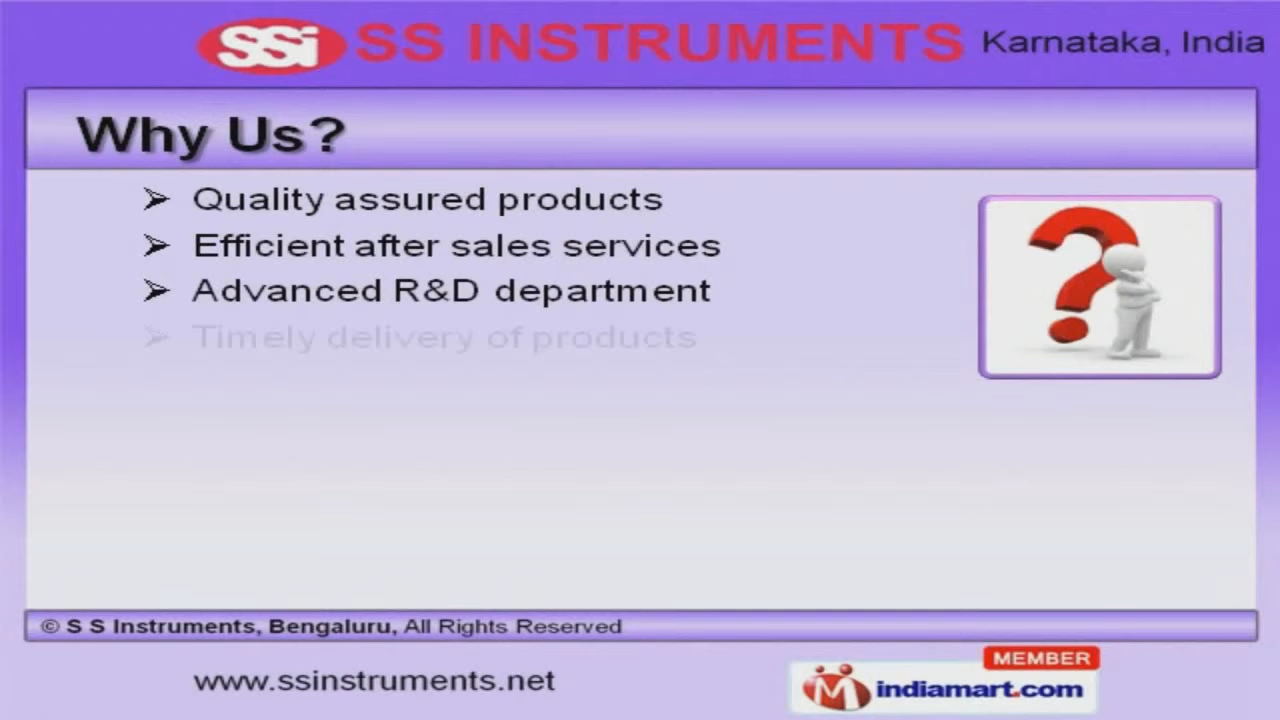 SSi SS INSTRUMENTS Karnataka, India
Why Us?
➢ Quality assured products
➢ Efficient after sales services
➢ Advanced R&D department
➢ Timely delivery of products
© S S Instruments, Bengaluru, All Rights Reserved
www.ssinstruments.net
MEMBER
indiamart.com